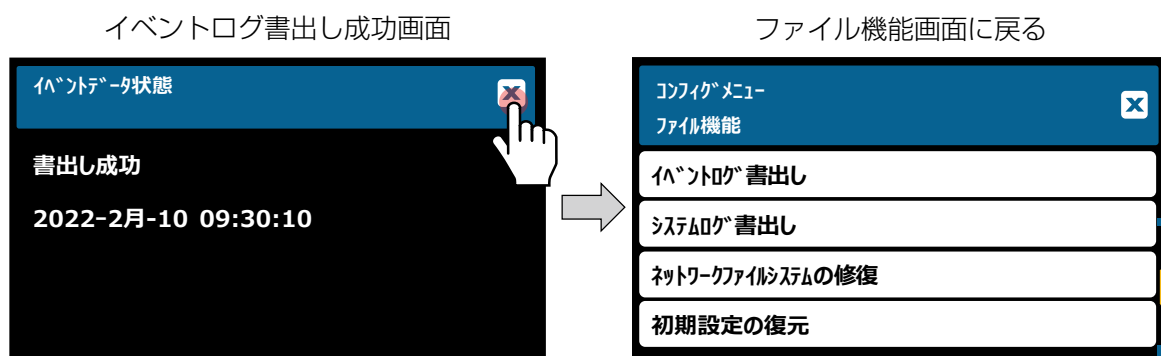 イベントログ書出し成功画面
ｲﾍﾞﾝﾄﾃﾞｰﾀ状態
X
書出し成功
2022-2月-10 09:30:10
ファイル機能画面に戻る
ｺﾝﾌｨｸﾞﾒﾆｭｰ
ﾌｧｲﾙ機能
X
ｲﾍﾞﾝﾄﾛｸﾞ書出し
ｼｽﾃﾑﾛｸﾞ書出し
ﾈｯﾄﾜｰｸﾌｧｲﾙｼｽﾃﾑの修復
初期設定の復元